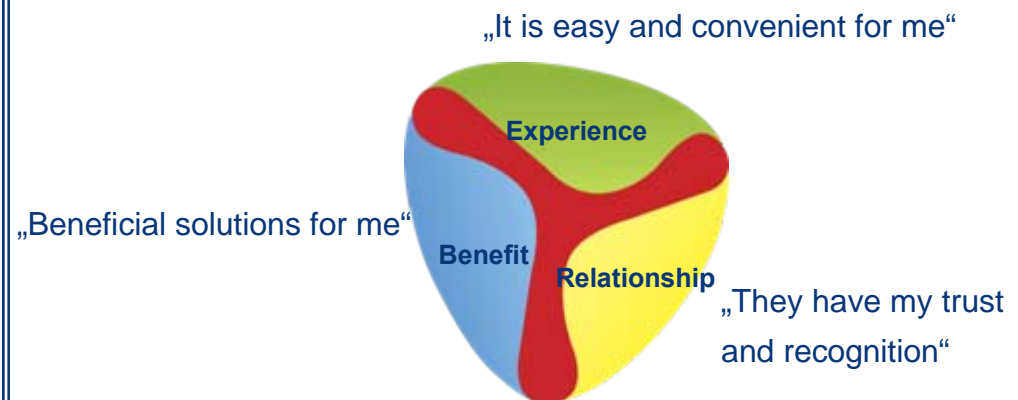 „It is easy and convenient for me“
Experience
„Beneficial solutions for me“
Benefit
Relationship
„They have my trust
and recognition“